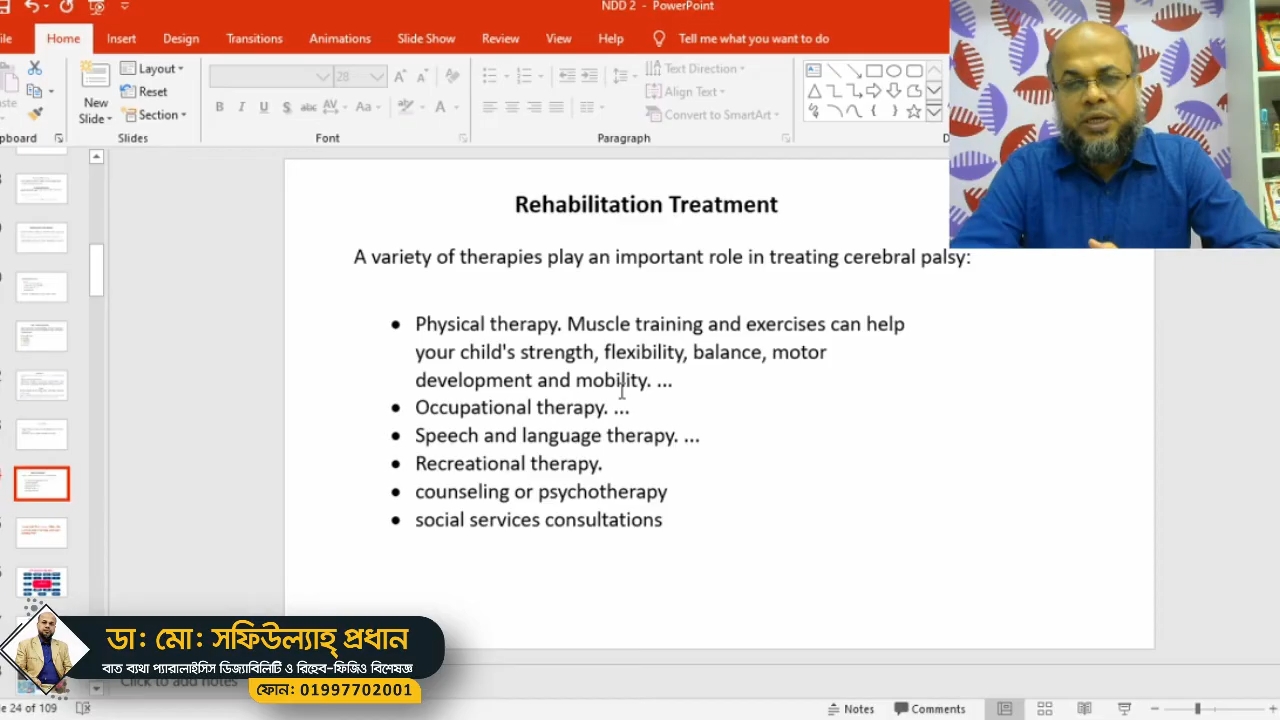 NDD 2 - PowerPoint
Home Insert Design Transitions Animations Slide Show Review View Help Tell me what you want to do
Layout
Reset
Section
New
Slide
28
B I U S abc AV Aa A
Text Direction
Align Text
Convert to SmartArt
Slides Font Paragraph
Rehabilitation Treatment
A variety of therapies play an important role in treating cerebral palsy:
• Physical therapy. Muscle training and exercises can help
your child's strength, flexibility, balance, motor
development and mobility. ...
• Occupational therapy. ...
• Speech and language therapy. ...
• Recreational therapy.
• counseling or psychotherapy
• social services consultations
ডা: মো: সফিউল্যাহ্ প্রধান
বাত ব্যথা প্যারালাইসিস ডিজ্যাবিলিটি ও রিহেব-ফিজিও বিশেষজ্ঞ
ফোন: 01997702001
Click to add notes
24 of 109
Notes Comments